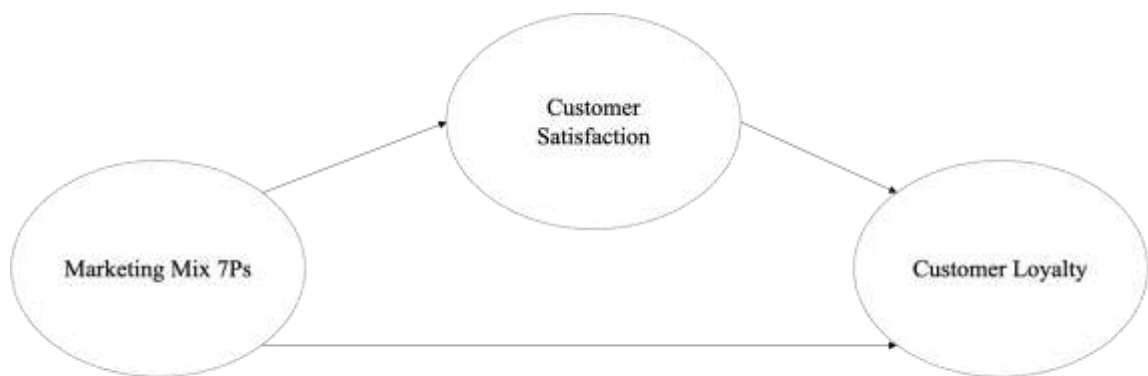 Customer
Satisfaction
Marketing Mix 7Ps
Customer Loyalty